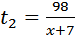 t₂ = 98/(x+7)